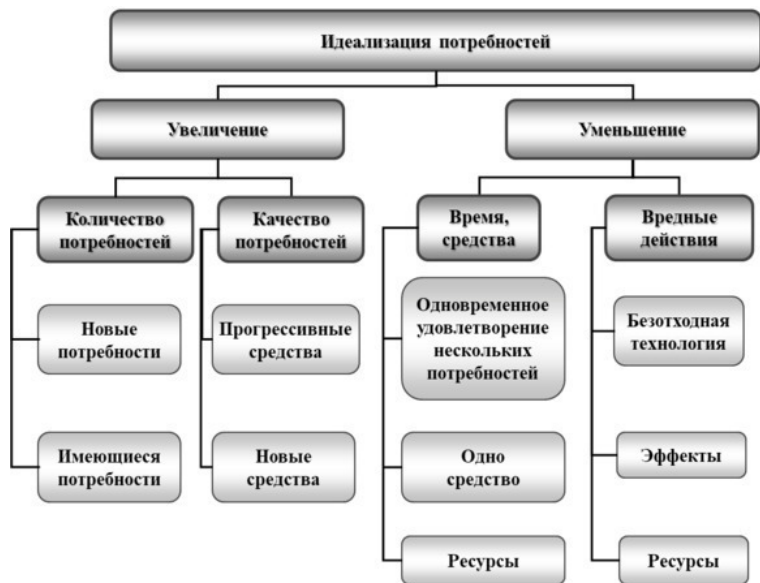 Идеализация потребностей
Увеличение
Уменьшение
Количество
потребностей
Качество
потребностей
Время,
средства
Вредные
действия
Новые
потребности
Прогрессивные
средства
Одновременное
удовлетворение
нескольких
потребностей
Безотходная
технология
Имеющиеся
потребности
Новые
средства
Одно
средство
Эффекты
Ресурсы
Ресурсы